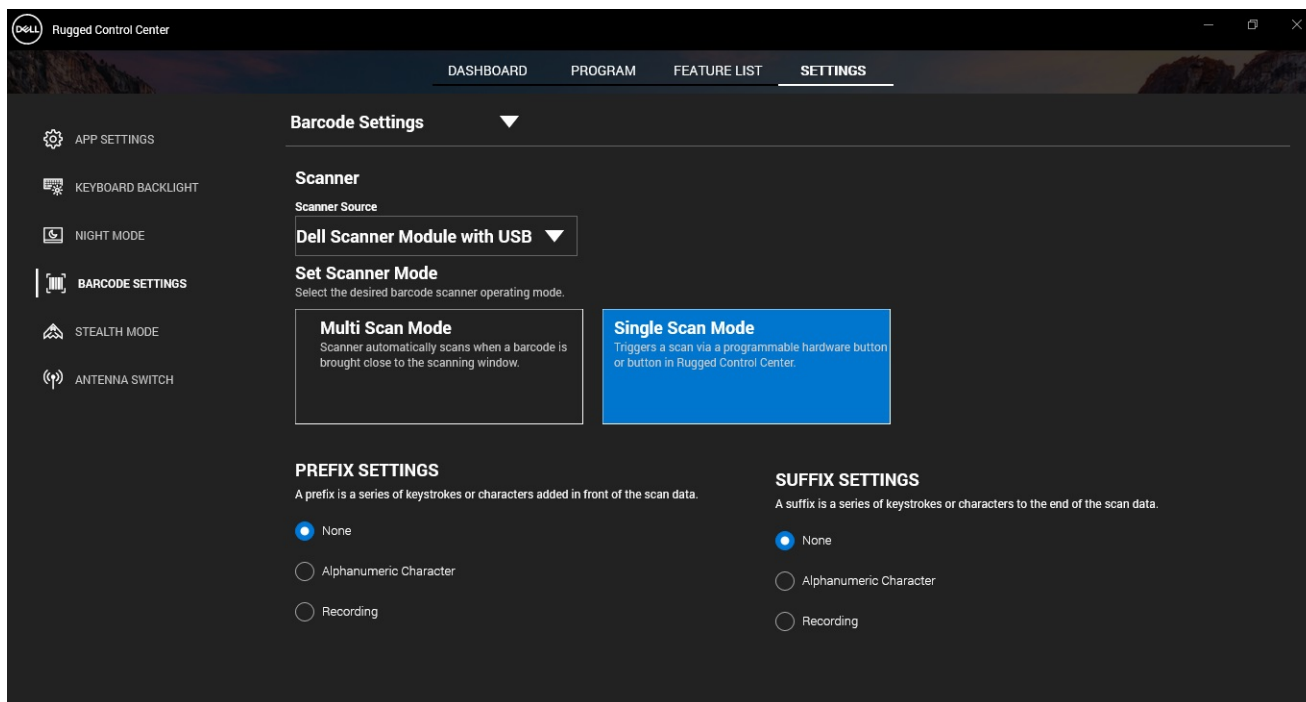 DELL
Rugged Control Center
DASHBOARD
PROGRAM
FEATURE LIST
SETTINGS
APP SETTINGS
KEYBOARD BACKLIGHT
NIGHT MODE
BARCODE SETTINGS
STEALTH MODE
ANTENNA SWITCH
Barcode Settings
Scanner
Scanner Source
Dell Scanner Module with USB
Set Scanner Mode
Select the desired barcode scanner operating mode.
Multi Scan Mode
Scanner automatically scans when a barcode is
brought close to the scanning window.
Single Scan Mode
Triggers a scan via a programmable hardware button
or button in Rugged Control Center.
PREFIX SETTINGS
A prefix is a series of keystrokes or characters added in front of the scan data.
None
Alphanumeric Character
Recording
SUFFIX SETTINGS
A suffix is a series of keystrokes or characters to the end of the scan data.
None
Alphanumeric Character
Recording